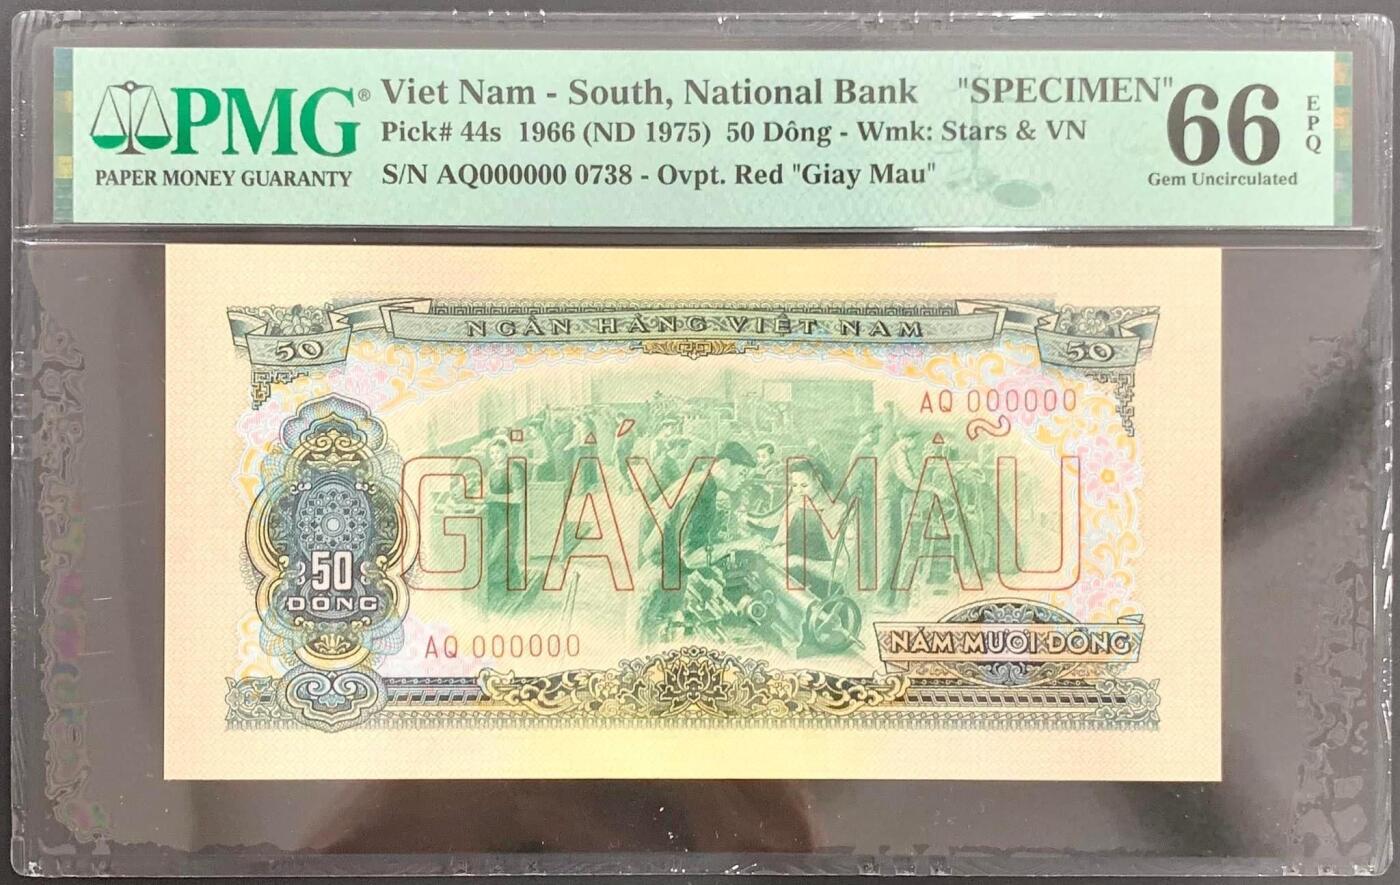 PMG®
PAPER MONEY GUARANTY
Viet Nam - South, National Bank "SPECIMEN"
Pick# 44s 1966 (ND 1975) 50 Dông - Wmk: Stars & VN
S/N AQ000000 0738 - Ovpt. Red "Giay Mau"
66
EPQ
Gem Uncirculated
NGÂN HÀNG VIỆT NAM
50
50
AQ 000000
GIẤY MẪU
50
ĐỒNG
AQ 000000
NĂM MƯƠI ĐỒNG